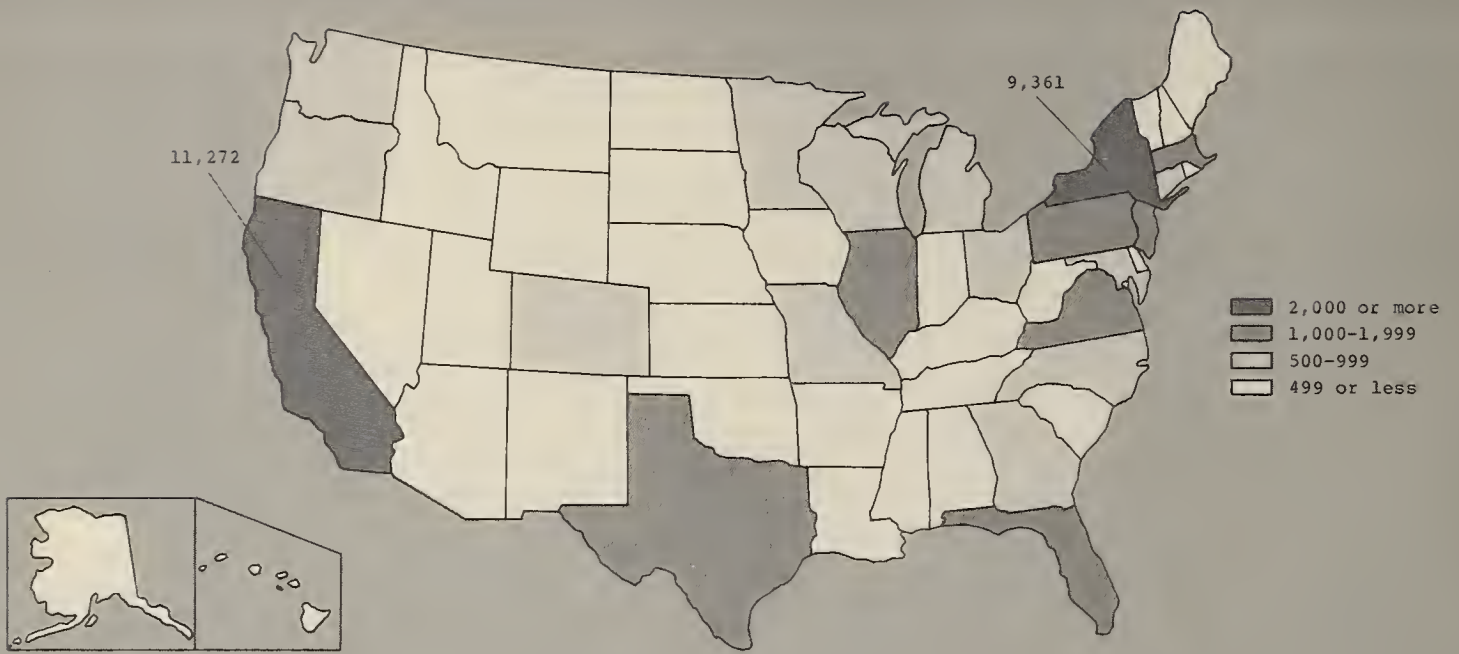 9,361
11,272
2,000 or more
1,000-1,999
500-999
499 or less